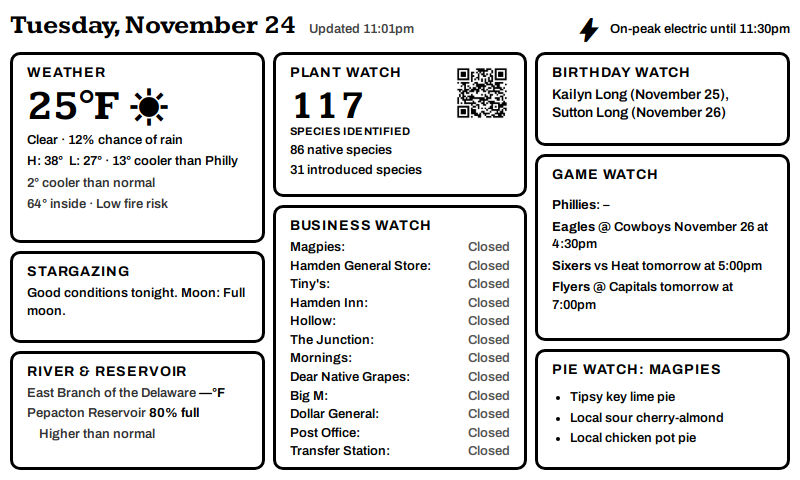 Tuesday, November 24 Updated 11:01pm
On-peak electric until 11:30pm
WEATHER
25°F
Clear · 12% chance of rain
H: 38° L: 27° · 13° cooler than Philly
2° cooler than normal
64° inside · Low fire risk
STARGAZING
Good conditions tonight. Moon: Full
moon.
RIVER & RESERVOIR
East Branch of the Delaware —°F
Pepacton Reservoir 80% full
Higher than normal
PLANT WATCH
117
SPECIES IDENTIFIED
86 native species
31 introduced species
BUSINESS WATCH
Magpies: Closed
Hamden General Store: Closed
Tiny's: Closed
Hamden Inn: Closed
Hollow: Closed
The Junction: Closed
Mornings: Closed
Dear Native Grapes: Closed
Big M: Closed
Dollar General: Closed
Post Office: Closed
Transfer Station: Closed
BIRTHDAY WATCH
Kailyn Long (November 25),
Sutton Long (November 26)
GAME WATCH
Phillies: –
Eagles @ Cowboys November 26 at
4:30pm
Sixers vs Heat tomorrow at 5:00pm
Flyers @ Capitals tomorrow at
7:00pm
PIE WATCH: MAGPIES
• Tipsy key lime pie
• Local sour cherry-almond
• Local chicken pot pie